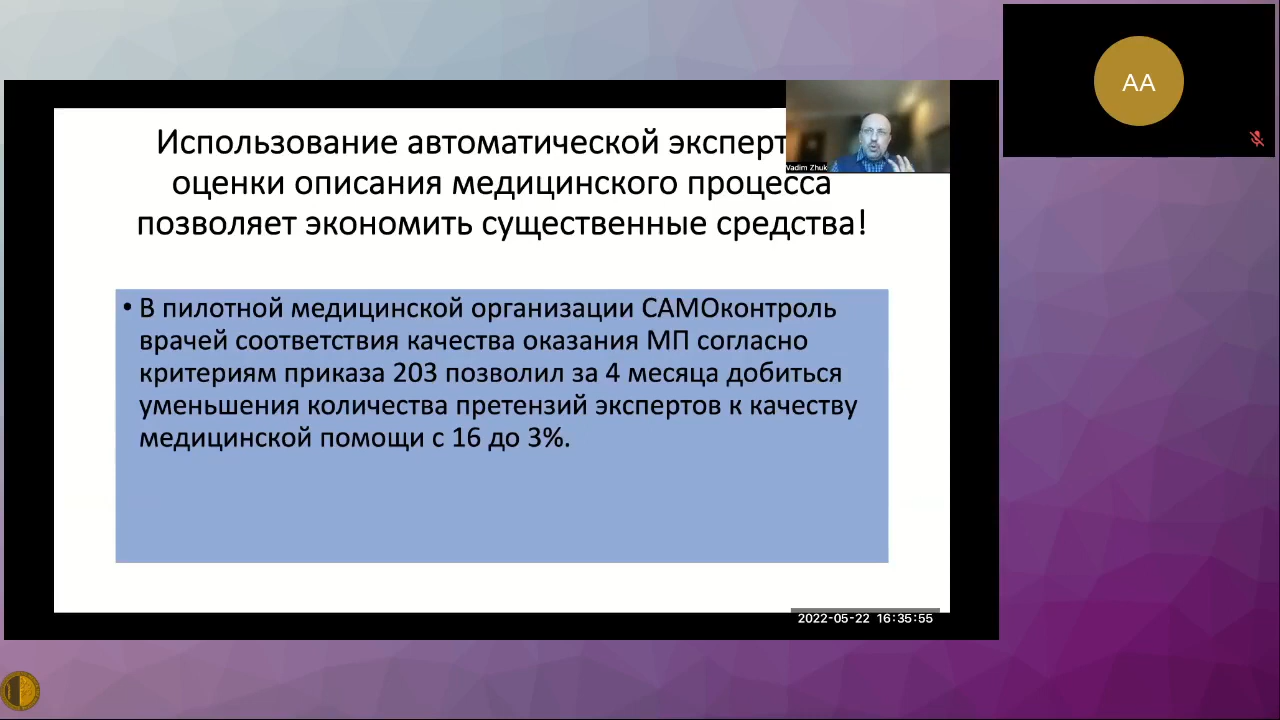 Использование автоматической
оценки описания медицинского процесса
позволяет экономить существенные средства!
• В пилотной медицинской организации САМОконтроль
врачей соответствия качества оказания МП согласно
критериям приказа 203 позволил за 4 месяца добиться
уменьшения количества претензий экспертов к качеству
медицинской помощи с 16 до 3%.
Vadim Zhuk
AA
2022-05-22 16:35:55